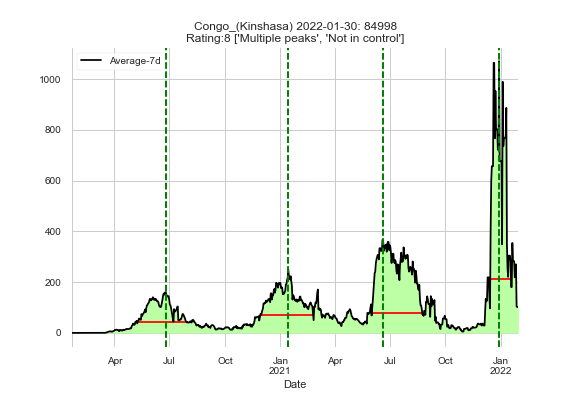 Congo_(Kinshasa) 2022-01-30: 84998
Rating:8 ['Multiple peaks', 'Not in control']
Average-7d
1000
800
600
400
200
0
Apr Jul Oct Jan Apr Jul Oct Jan
2021 2022
Date